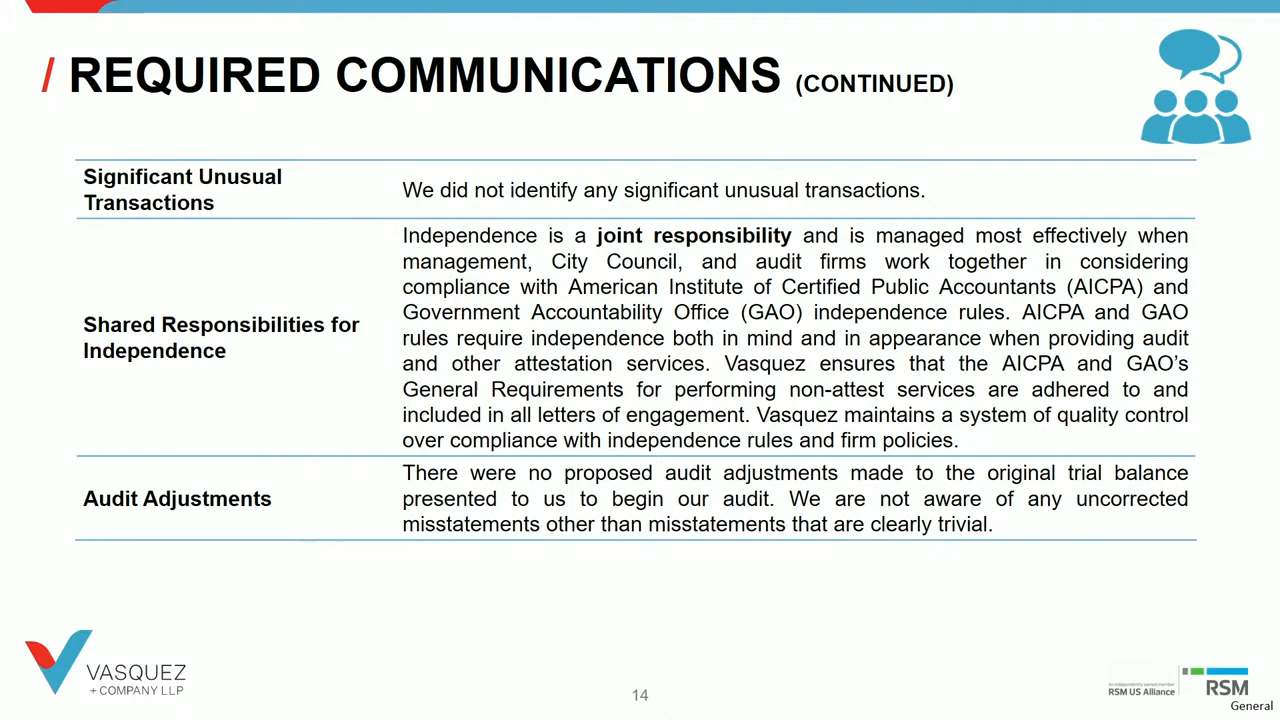 / REQUIRED COMMUNICATIONS (CONTINUED)
Significant Unusual
Transactions
We did not identify any significant unusual transactions.
Shared Responsibilities for
Independence
Independence is a joint responsibility and is managed most effectively when
management, City Council, and audit firms work together in considering
compliance with American Institute of Certified Public Accountants (AICPA) and
Government Accountability Office (GAO) independence rules. AICPA and GAO
rules require independence both in mind and in appearance when providing audit
and other attestation services. Vasquez ensures that the AICPA and GAO’s
General Requirements for performing non-attest services are adhered to and
included in all letters of engagement. Vasquez maintains a system of quality control
over compliance with independence rules and firm policies.
Audit Adjustments
There were no proposed audit adjustments made to the original trial balance
presented to us to begin our audit. We are not aware of any uncorrected
misstatements other than misstatements that are clearly trivial.
VASQUEZ
+ COMPANY LLP
14
An independently owned member
RSM US Alliance
RSM
General